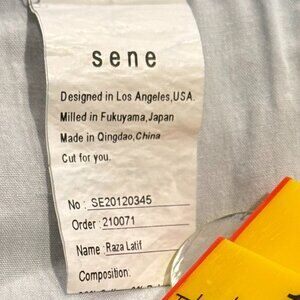 sene
Designed in Los Angeles,USA.
Milled in Fukuyama,Japan
Made in Qingdao,China
Cut for you.
No : SE20120345
Order : 210071
Name : Raza Latif
Composition: